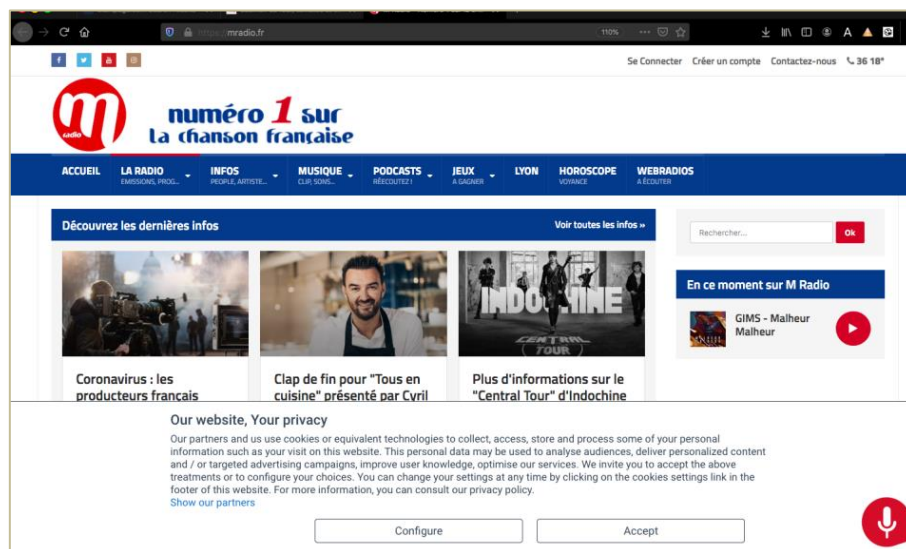 https://mradio.fr
110%
Se Connecter Créer un compte Contactez-nous 36 18*
M
radio
numéro 1 sur
la chanson française
ACCUEIL LA RADIO INFOS MUSIQUE PODCASTS JEUX LYON HOROSCOPE WEBRADIOS
EMISSIONS, PROG... PEOPLE, ARTISTE... CLIP, SONS... RÉECOUTEZ ! A GAGNER VOYANCE A ÉCOUTER
Découvrez les dernières infos Voir toutes les infos »
Rechercher... Ok
En ce moment sur M Radio
GIMS - Malheur
Malheur
INDOCHINE
CENTRAL
TOUR
Coronavirus : les
producteurs français
Clap de fin pour "Tous en
cuisine" présenté par Cyril
Plus d'informations sur le
"Central Tour" d'Indochine
Our website, Your privacy
Our partners and us use cookies or equivalent technologies to collect, access, store and process some of your personal
information such as your visit on this website. This personal data may be used to analyse audiences, deliver personalized content
and / or targeted advertising campaigns, improve user knowledge, optimise our services. We invite you to accept the above
treatments or to configure your choices. You can change your settings at any time by clicking on the cookies settings link in the
footer of this website. For more information, you can consult our privacy policy.
Show our partners
Configure Accept